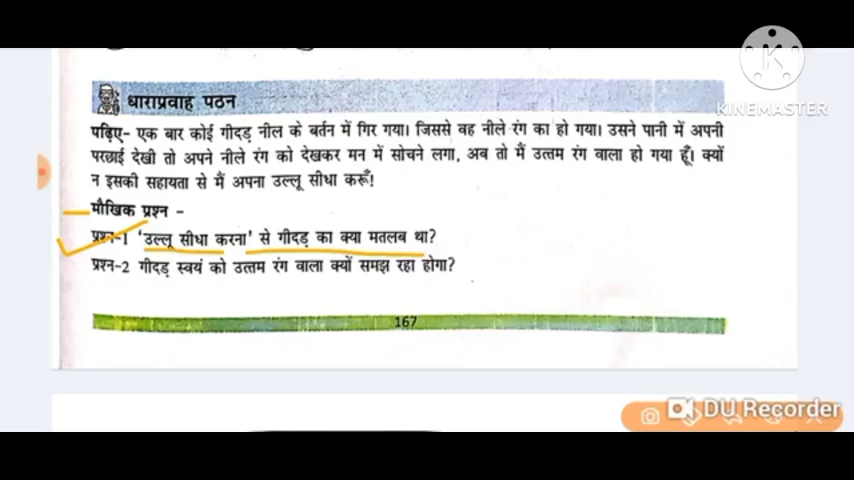 K
KINEMASTER
धाराप्रवाह पठन
पढ़िए- एक बार कोई गीदड़ नील के बर्तन में गिर गया। जिससे वह नीले रंग का हो गया। उसने पानी में अपनी
परछाई देखी तो अपने नीले रंग को देखकर मन में सोचने लगा, अब तो मैं उत्तम रंग वाला हो गया हूँ। क्यों
न इसकी सहायता से मैं अपना उल्लू सीधा करूँ!
मौखिक प्रश्न -
प्रश्न-1 'उल्लू सीधा करना' से गीदड़ का क्या मतलब था?
प्रश्न-2 गीदड़ स्वयं को उत्तम रंग वाला क्यों समझ रहा होगा?
167
DU Recorder